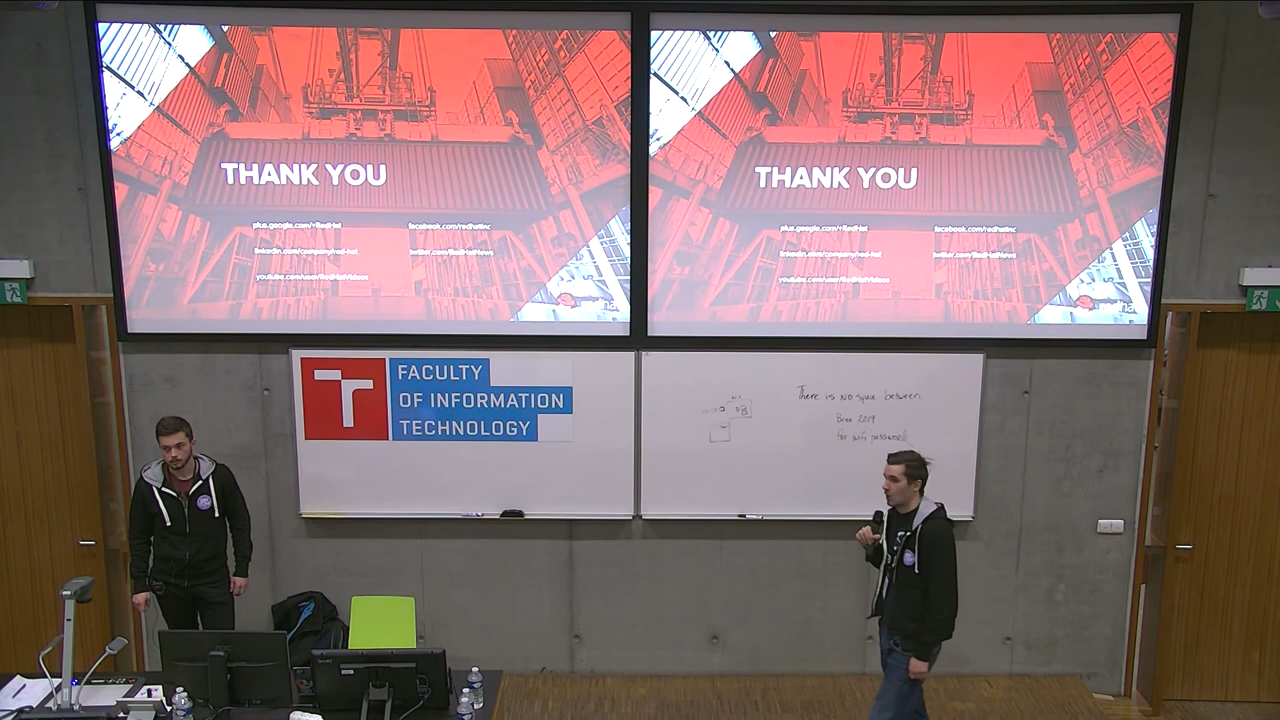 THANK YOU
plus.google.com/+RedHat
facebook.com/redhatinc
linkedin.com/company/red-hat
twitter.com/RedHatNews
youtube.com/user/RedHatVideos
THANK YOU
plus.google.com/+RedHat
facebook.com/redhatinc
linkedin.com/company/red-hat
twitter.com/RedHatNews
youtube.com/user/RedHatVideos
FACULTY
OF INFORMATION
TECHNOLOGY
There is NO space between
Brno 2019
for wifi passwords